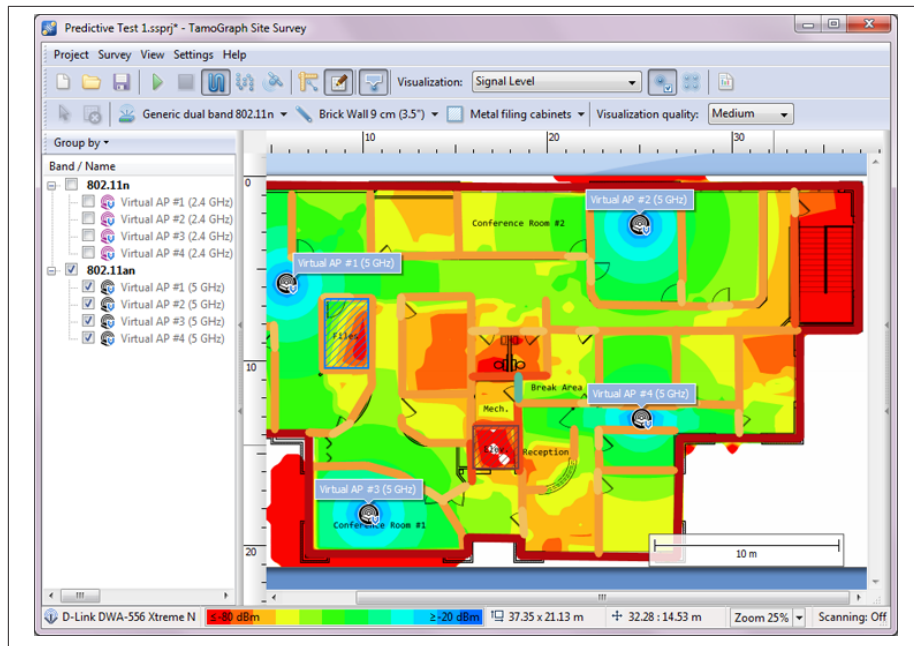 Predictive Test 1.ssprj* - TamoGraph Site Survey
Project Survey View Settings Help
Visualization: Signal Level
Generic dual band 802.11n Brick Wall 9 cm (3.5") Metal filing cabinets Visualization quality: Medium
Group by
Band / Name
802.11n
Virtual AP #1 (2.4 GHz)
Virtual AP #2 (2.4 GHz)
Virtual AP #3 (2.4 GHz)
Virtual AP #4 (2.4 GHz)
802.11an
Virtual AP #1 (5 GHz)
Virtual AP #2 (5 GHz)
Virtual AP #3 (5 GHz)
Virtual AP #4 (5 GHz)
10 20 30
0
10
20
Virtual AP #2 (5 GHz)
Conference Room #2
Virtual AP #1 (5 GHz)
Files
Break Area
Virtual AP #4 (5 GHz)
Mech.
Reception
Virtual AP #3 (5 GHz)
Conference Room #1
10 m
D-Link DWA-556 Xtreme N ≤-80 dBm ≥-20 dBm 37.35 x 21.13 m 32.28 : 14.53 m Zoom 25% Scanning: Off